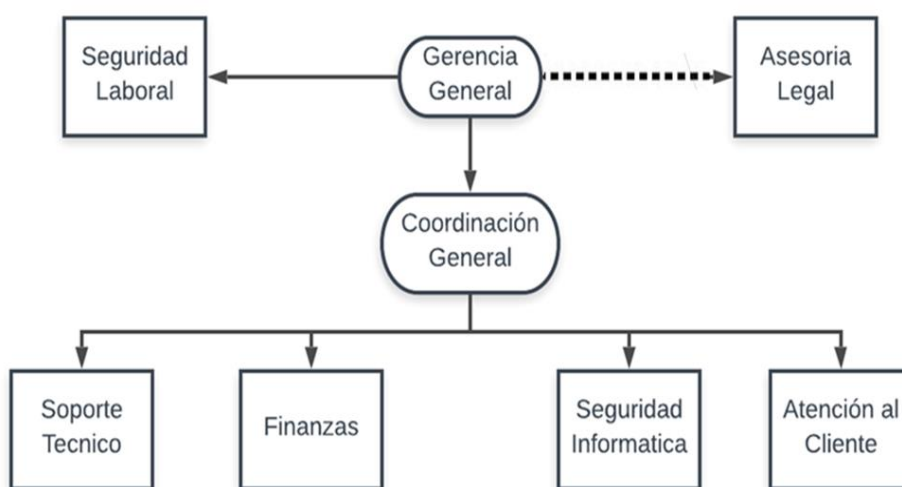 Seguridad
Laboral
Gerencia
General
Asesoria
Legal
Coordinación
General
Soporte
Tecnico
Finanzas
Seguridad
Informatica
Atención al
Cliente